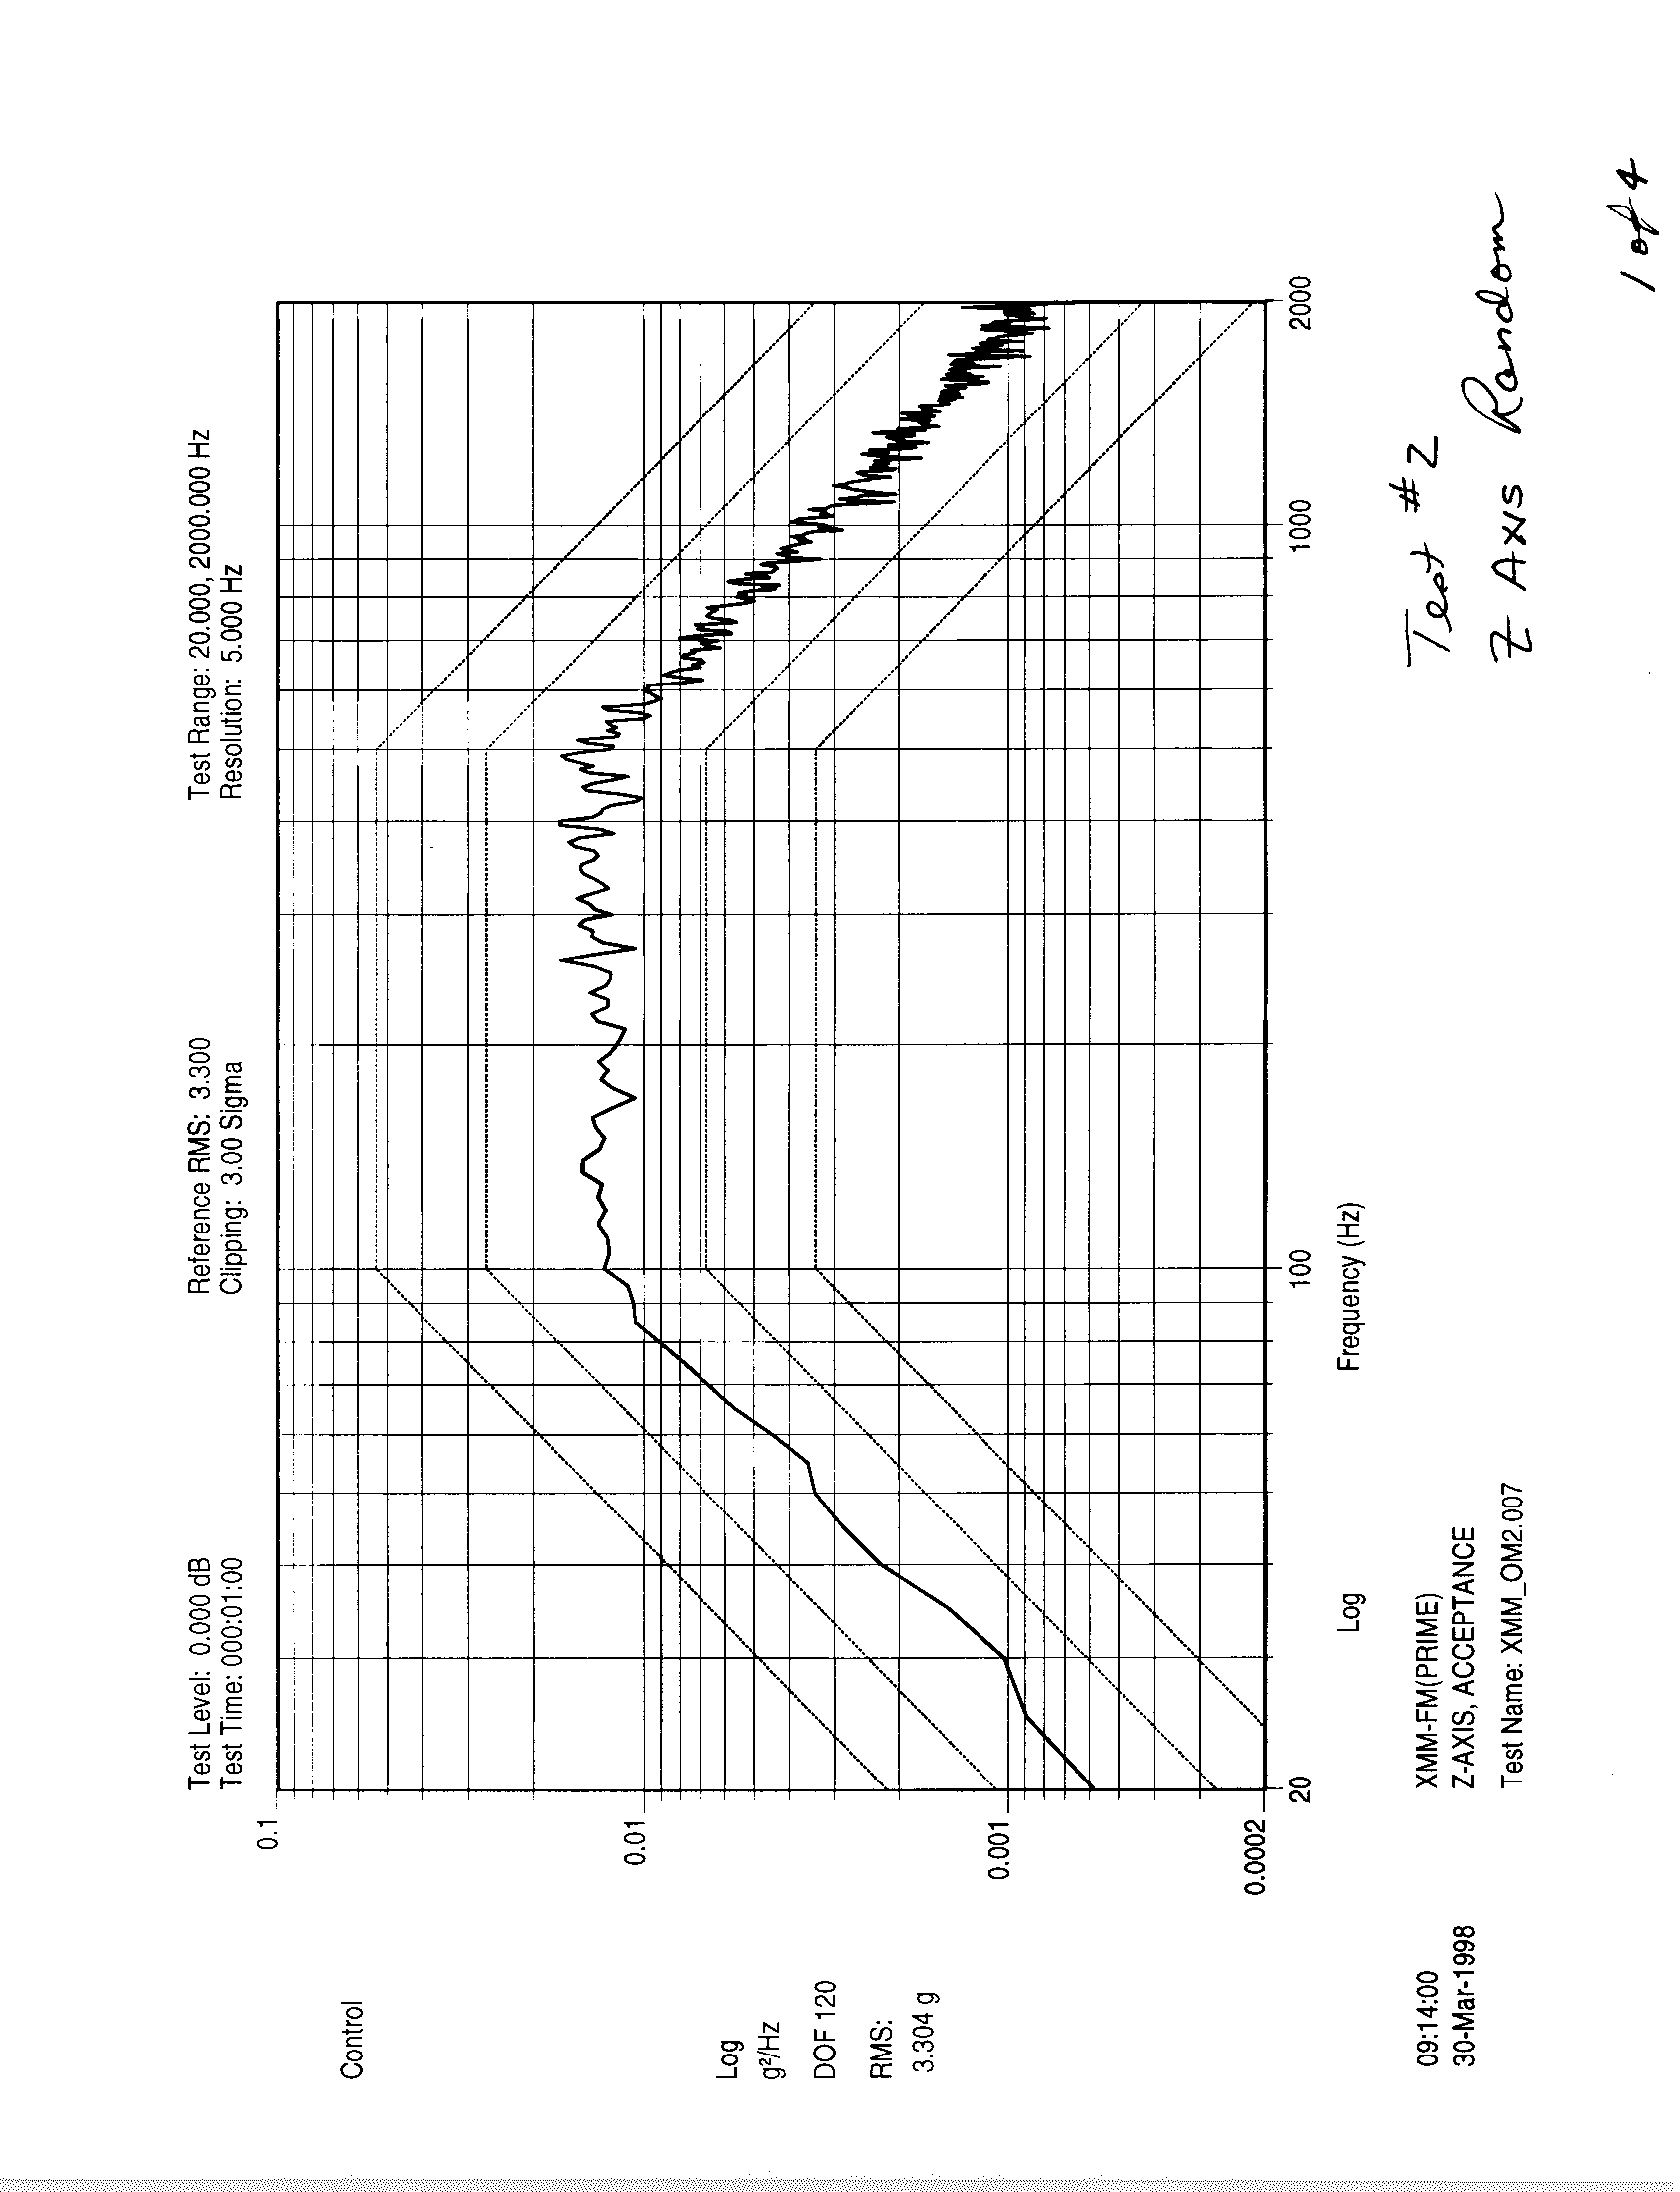 Test Level: 0.000 dB
Test Time: 000:01:00
Reference RMS: 3.300
Clipping: 3.00 Sigma
Test Range: 20.000, 2000.000 Hz
Resolution: 5.000 Hz
Control
Log
g²/Hz
DOF 120
RMS:
3.304 g
0.1
0.01
0.001
0.0002
20
100
1000
2000
Log
Frequency (Hz)
09:14:00
30-Mar-1998
XMM-FM(PRIME)
Z-AXIS, ACCEPTANCE
Test Name: XMM_OM2.007
Test #2
Z Axis Random
1 of 4